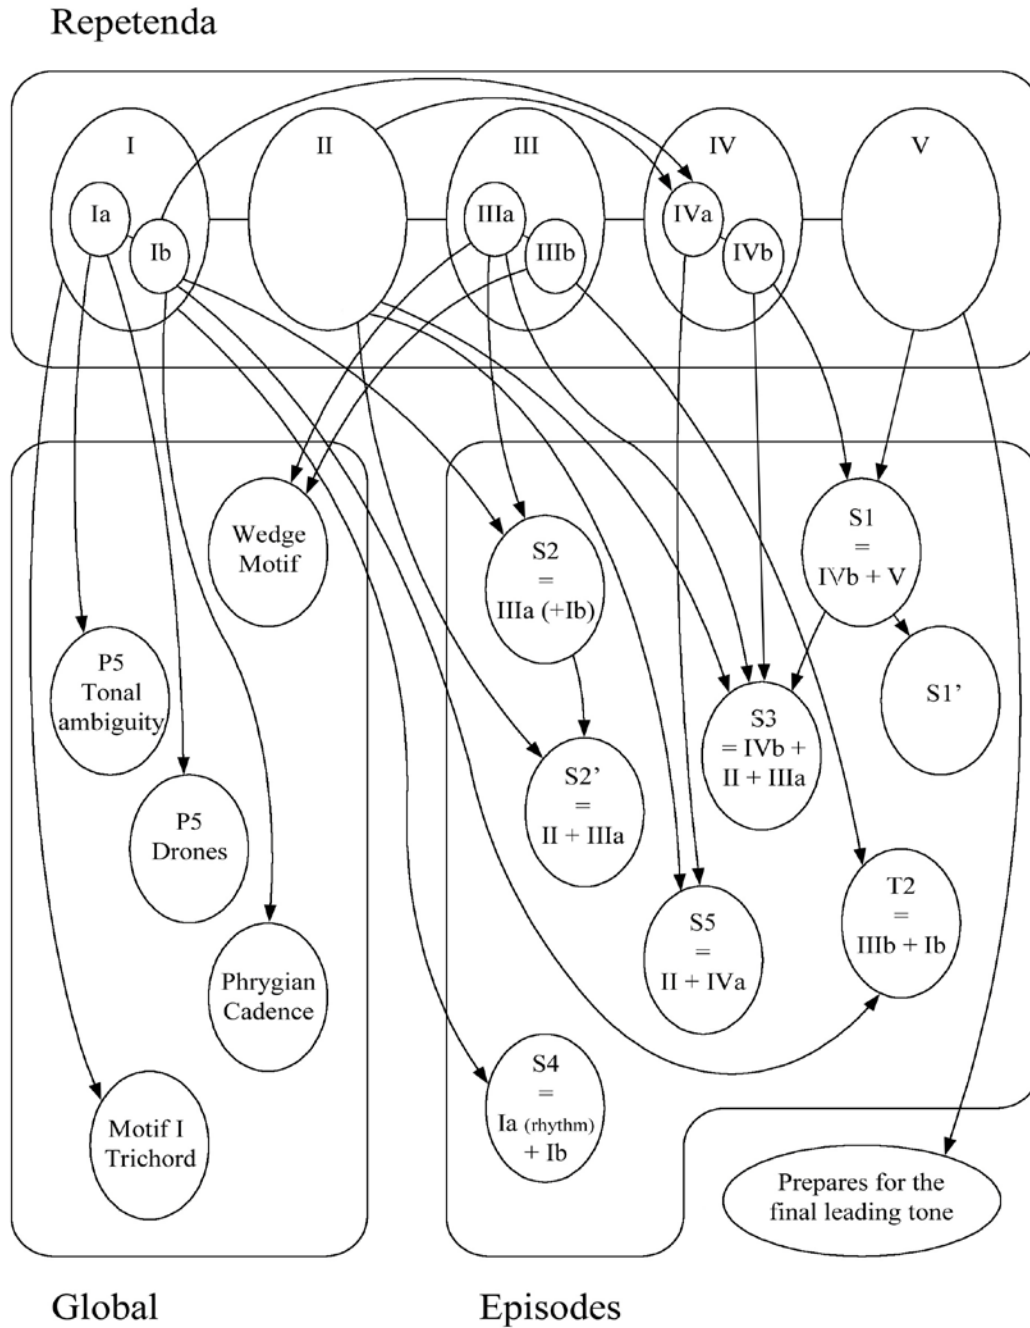 Repetenda
I
II
III
IV
V
Ia
Ib
IIIa
IIIb
IVa
IVb
Wedge
Motif
P5
Tonal
ambiguity
P5
Drones
Phrygian
Cadence
Motif I
Trichord
S2
=
IIIa (+Ib)
S1
=
IVb + V
S1’
S3
= IVb +
II + IIIa
S2’
=
II + IIIa
S5
=
II + IVa
T2
=
IIIb + Ib
S4
=
Ia (rhythm)
+ Ib
Prepares for the
final leading tone
Global
Episodes